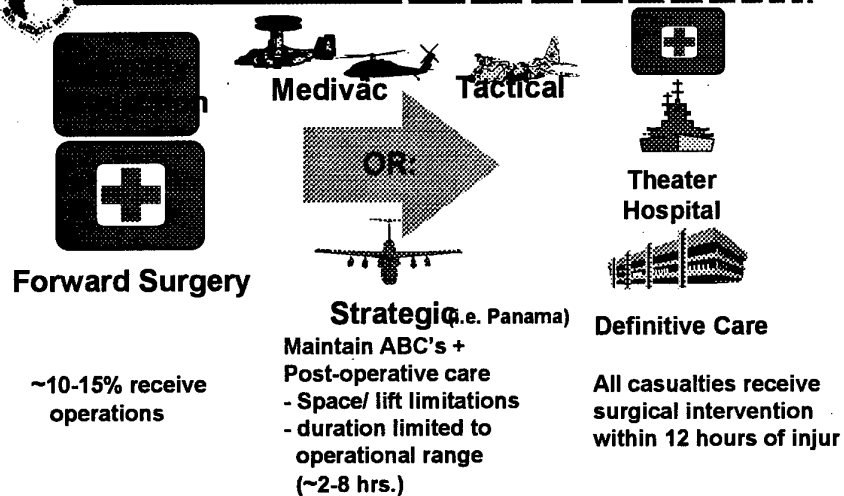 Medivac
Tactical
OR:
Theater
Hospital
Forward Surgery
Strategic(i.e. Panama)
Maintain ABC's +
Post-operative care
- Space/ lift limitations
- duration limited to
operational range
(~2-8 hrs.)
Definitive Care
~10-15% receive
operations
All casualties receive
surgical intervention
within 12 hours of injur